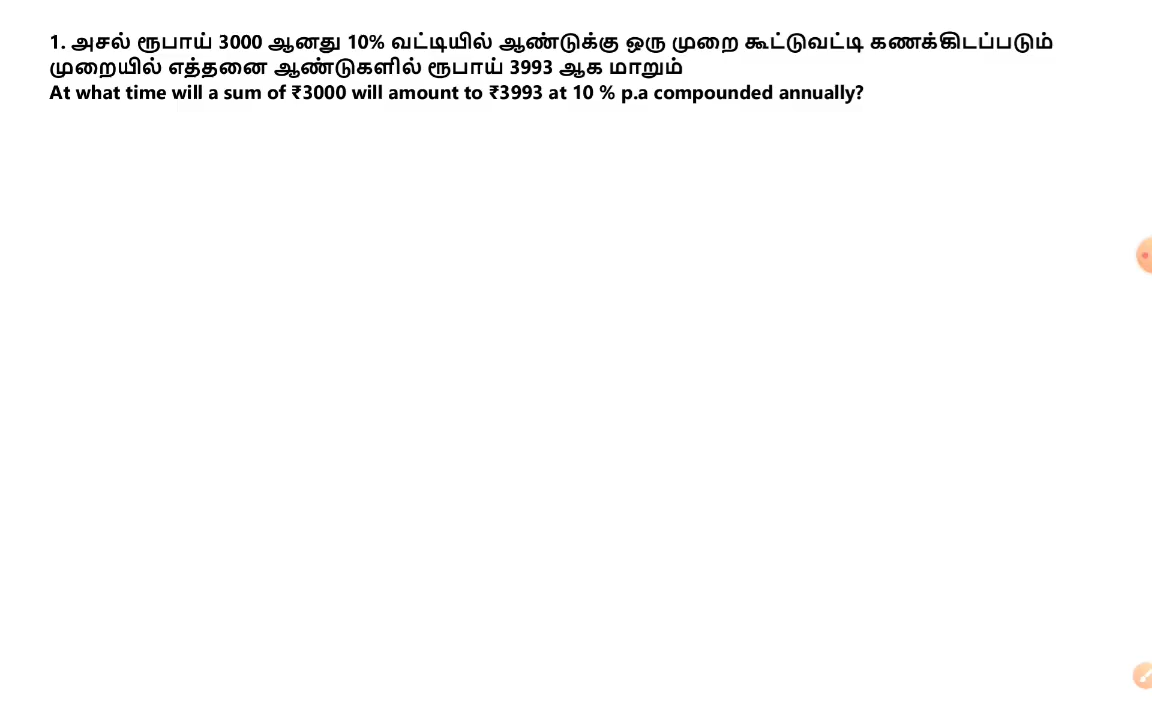 1. அசல் ரூபாய் 3000 ஆனது 10% வட்டியில் ஆண்டுக்கு ஒரு முறை கூட்டுவட்டி கணக்கிடப்படும்
முறையில் எத்தனை ஆண்டுகளில் ரூபாய் 3993 ஆக மாறும்
At what time will a sum of ₹3000 will amount to ₹3993 at 10 % p.a compounded annually?